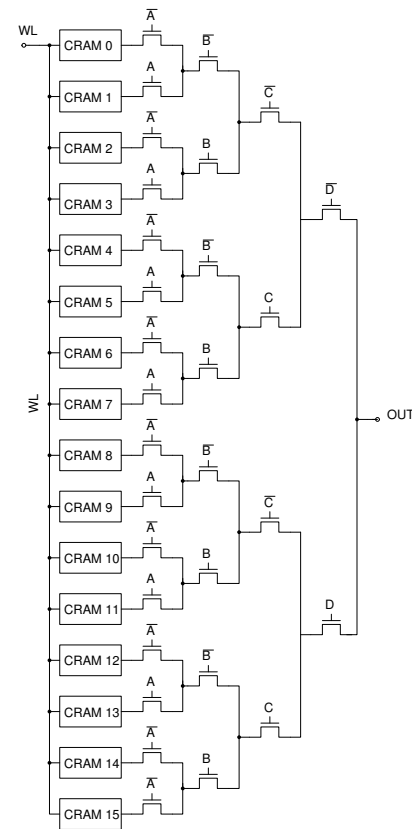 WL
A̅
CRAM 0
B̅
A
CRAM 1
C̅
A̅
CRAM 2
B
A
CRAM 3
D̅
A̅
CRAM 4
B̅
A
CRAM 5
C
A̅
CRAM 6
B
A
CRAM 7
WL
OUT
A̅
CRAM 8
B̅
A
CRAM 9
C̅
A̅
CRAM 10
B
A
CRAM 11
D
A̅
CRAM 12
B̅
A
CRAM 13
C
A̅
CRAM 14
B
A̅
CRAM 15